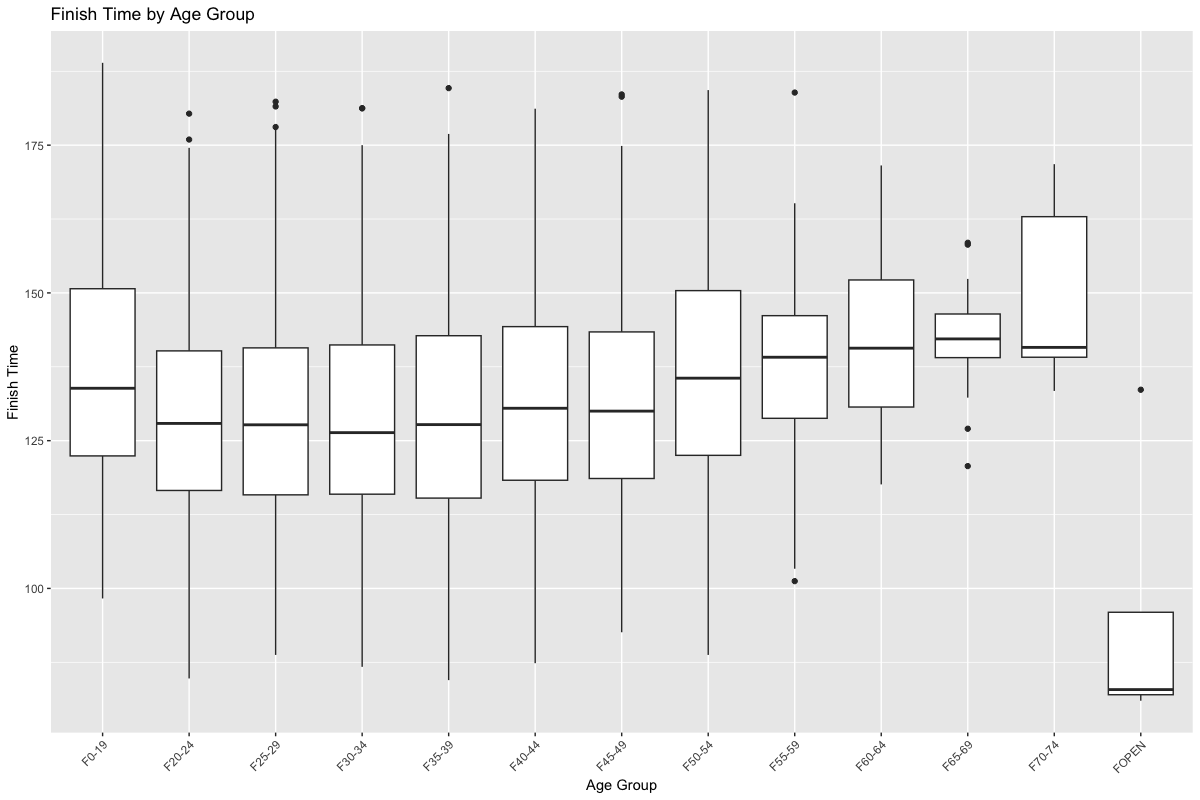 Finish Time by Age Group
Finish Time
175
150
125
100
F0-19
F20-24
F25-29
F30-34
F35-39
F40-44
F45-49
F50-54
F55-59
F60-64
F65-69
F70-74
FOPEN
Age Group